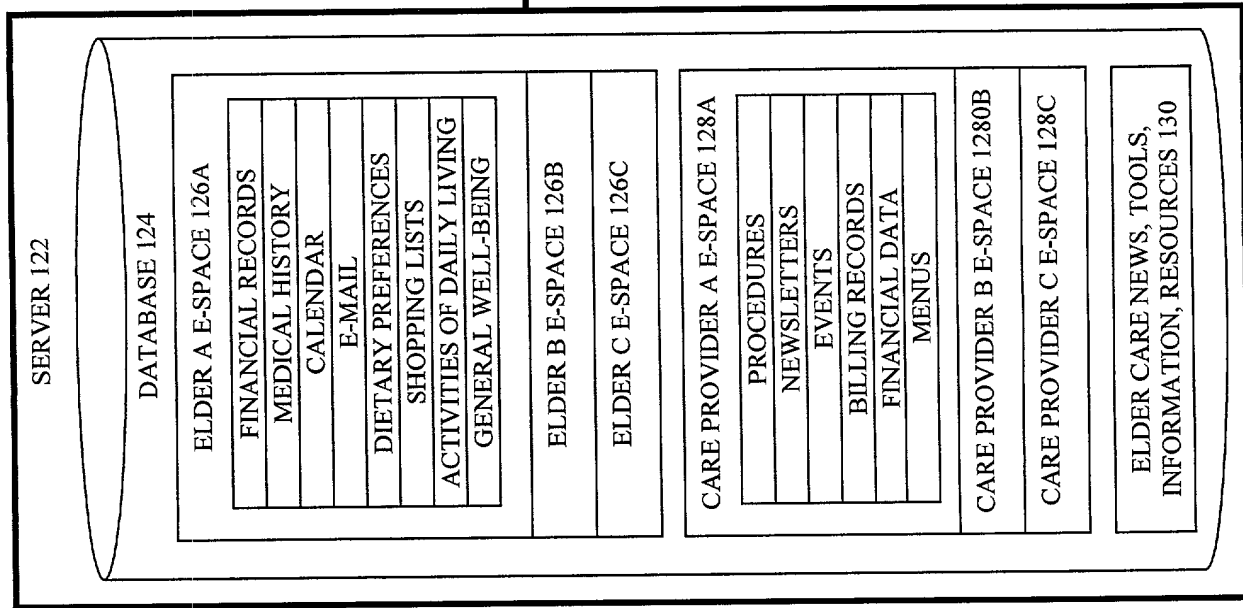 SERVER 122
DATABASE 124
ELDER A E-SPACE 126A
FINANCIAL RECORDS
MEDICAL HISTORY
CALENDAR
E-MAIL
DIETARY PREFERENCES
SHOPPING LISTS
ACTIVITIES OF DAILY LIVING
GENERAL WELL-BEING
ELDER B E-SPACE 126B
ELDER C E-SPACE 126C
CARE PROVIDER A E-SPACE 128A
PROCEDURES
NEWSLETTERS
EVENTS
BILLING RECORDS
FINANCIAL DATA
MENUS
CARE PROVIDER B E-SPACE 1280B
CARE PROVIDER C E-SPACE 128C
ELDER CARE NEWS, TOOLS,
INFORMATION, RESOURCES 130